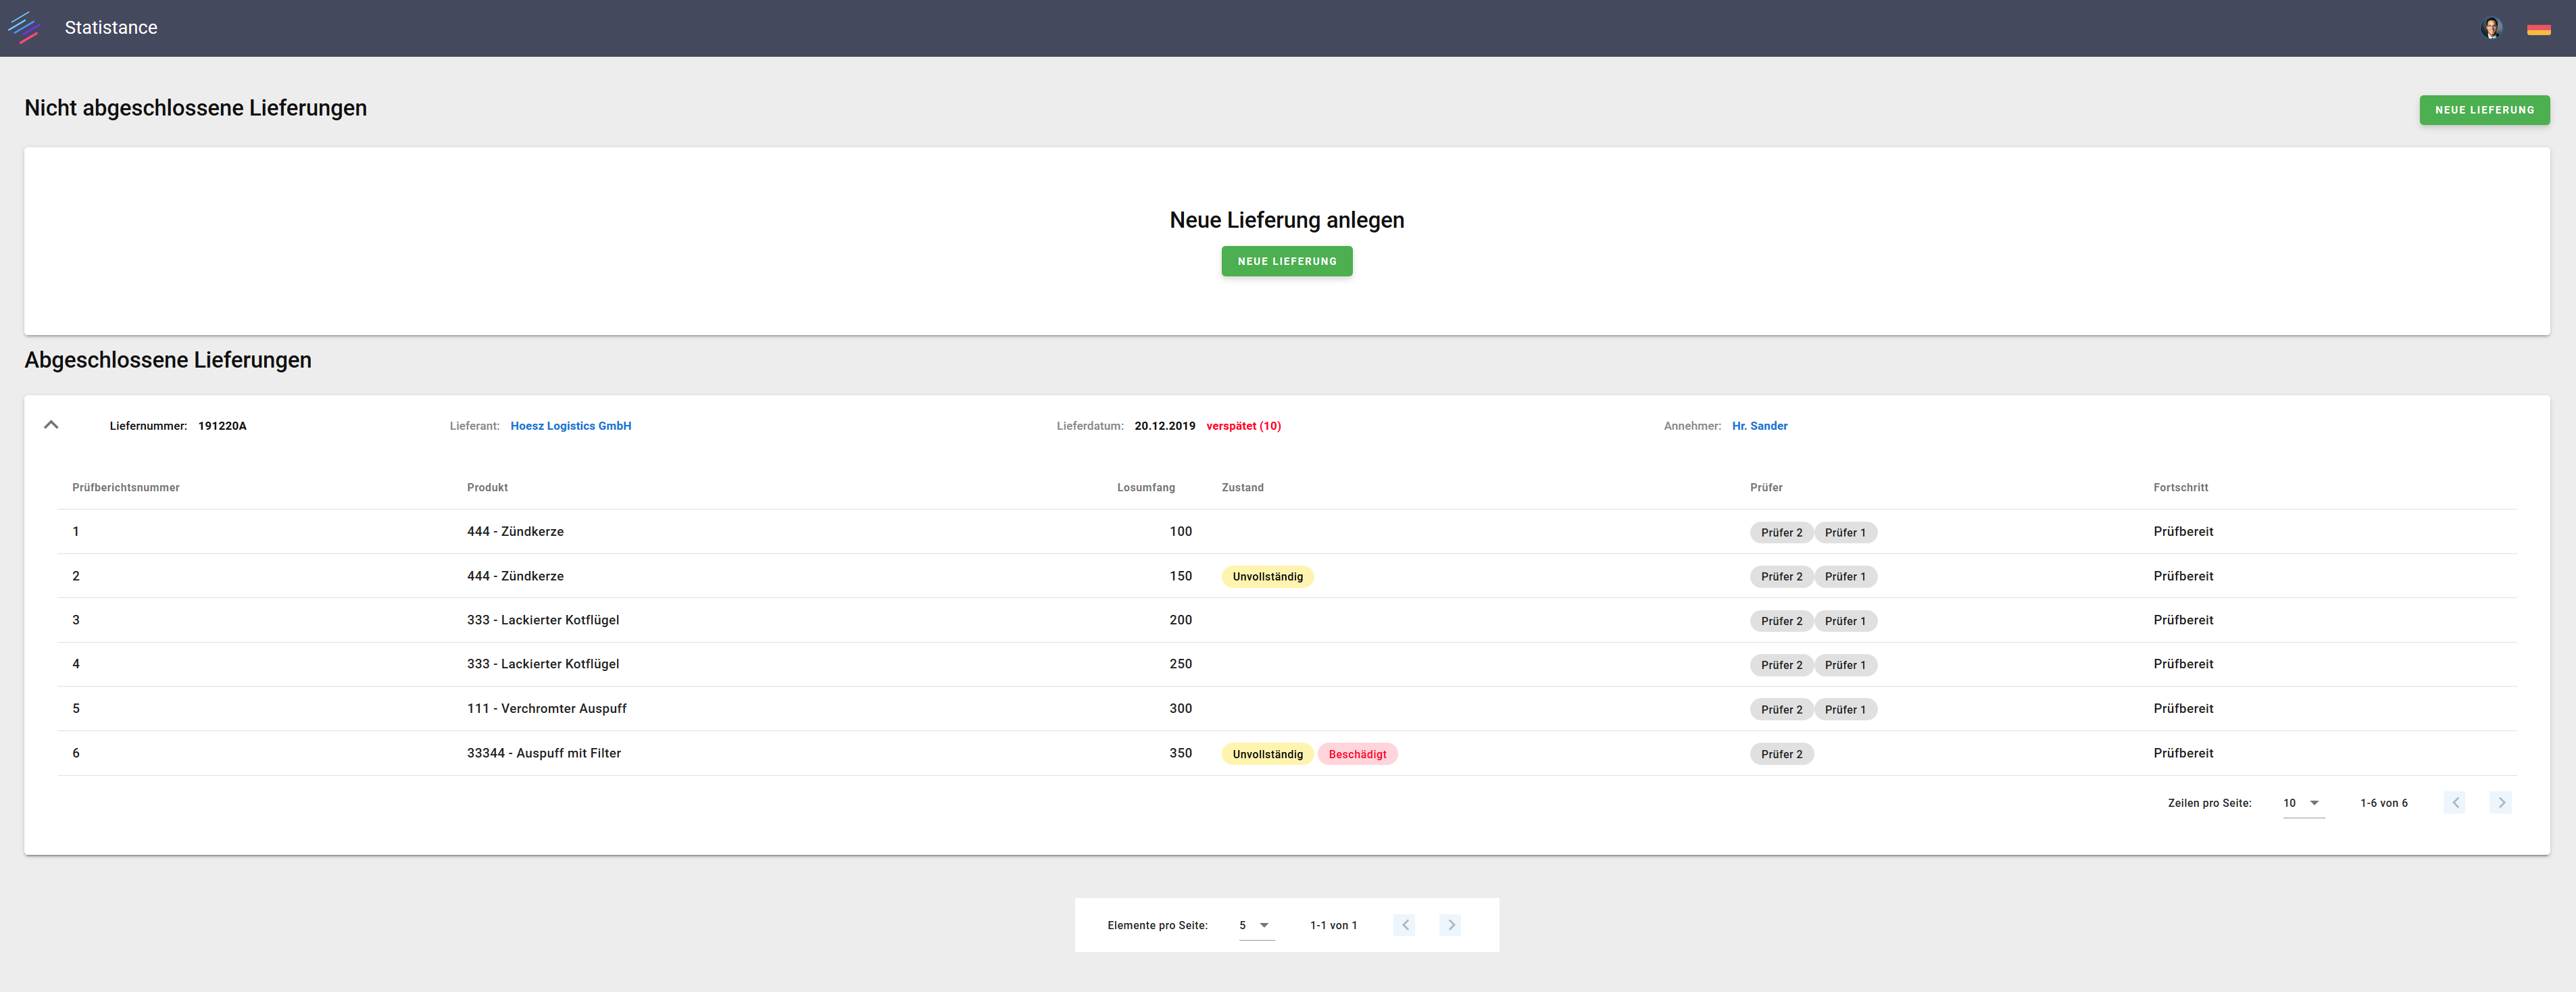 Statistance
Nicht abgeschlossene Lieferungen
NEUE LIEFERUNG
Neue Lieferung anlegen
NEUE LIEFERUNG
Abgeschlossene Lieferungen
Liefernummer: 191220A Lieferant: Hoesz Logistics GmbH Lieferdatum: 20.12.2019 verspätet (10) Annehmer: Hr. Sander
Prüfberichtsnummer Produkt Losumfang Zustand Prüfer Fortschritt
1 444 - Zündkerze 100 Prüfer 2 Prüfer 1 Prüfbereit
2 444 - Zündkerze 150 Unvollständig Prüfer 2 Prüfer 1 Prüfbereit
3 333 - Lackierter Kotflügel 200 Prüfer 2 Prüfer 1 Prüfbereit
4 333 - Lackierter Kotflügel 250 Prüfer 2 Prüfer 1 Prüfbereit
5 111 - Verchromter Auspuff 300 Prüfer 2 Prüfer 1 Prüfbereit
6 33344 - Auspuff mit Filter 350 Unvollständig Beschädigt Prüfer 2 Prüfbereit
Zeilen pro Seite: 10 1-6 von 6
Elemente pro Seite: 5 1-1 von 1